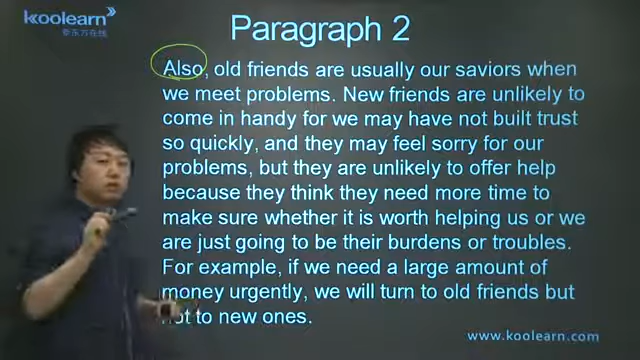 koolearn
新东方在线
Paragraph 2
Also, old friends are usually our saviors when
we meet problems. New friends are unlikely to
come in handy for we may have not built trust
so quickly, and they may feel sorry for our
problems, but they are unlikely to offer help
because they think they need more time to
make sure whether it is worth helping us or we
are just going to be their burdens or troubles.
For example, if we need a large amount of
money urgently, we will turn to old friends but
not to new ones.
www.koolearn.com